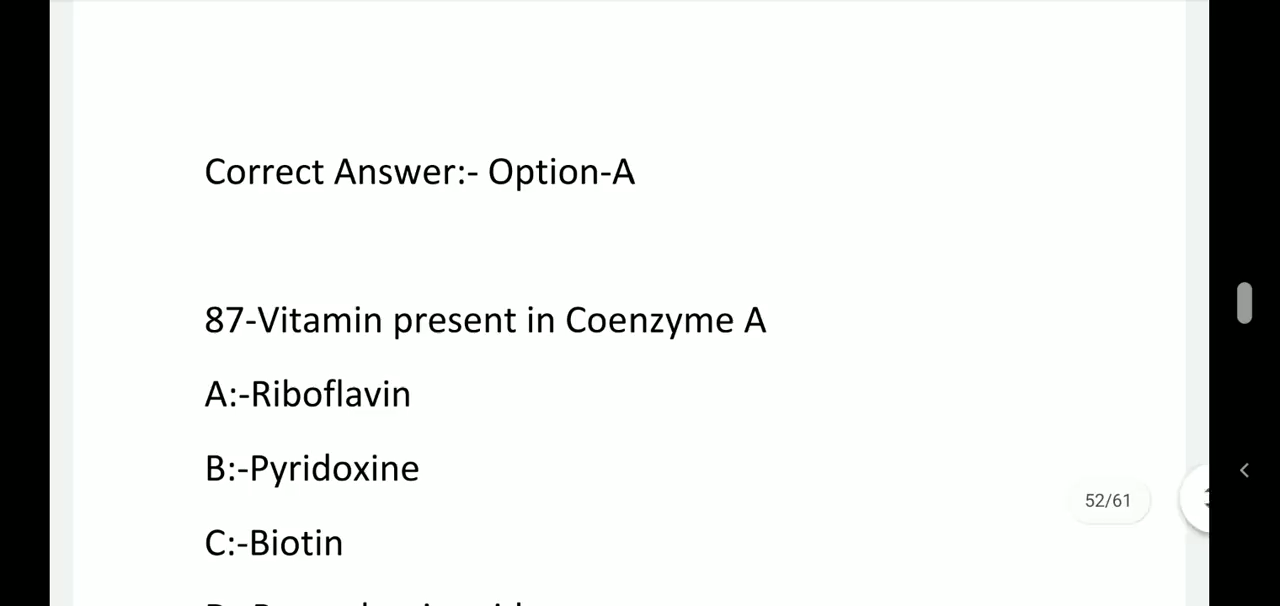 Correct Answer:- Option-A
87-Vitamin present in Coenzyme A
A:-Riboflavin
B:-Pyridoxine
52/61
C:-Biotin